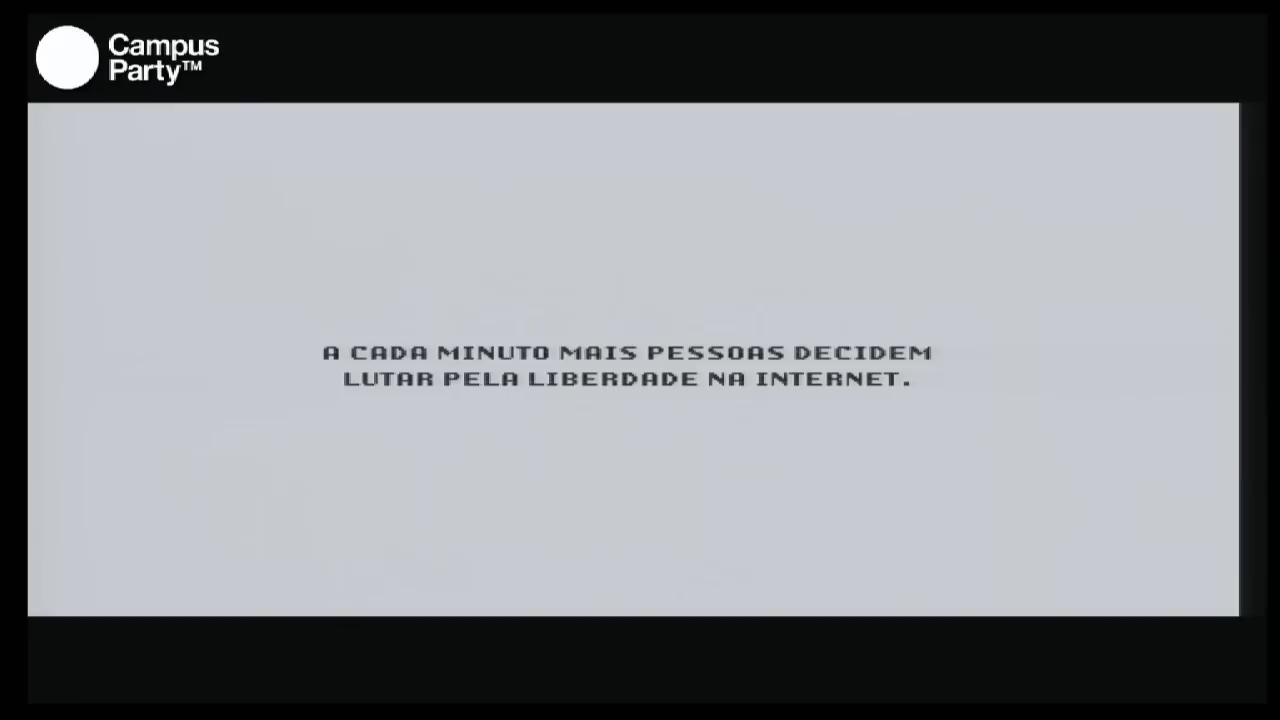 Campus
Party™
A CADA MINUTO MAIS PESSOAS DECIDEM
LUTAR PELA LIBERDADE NA INTERNET.